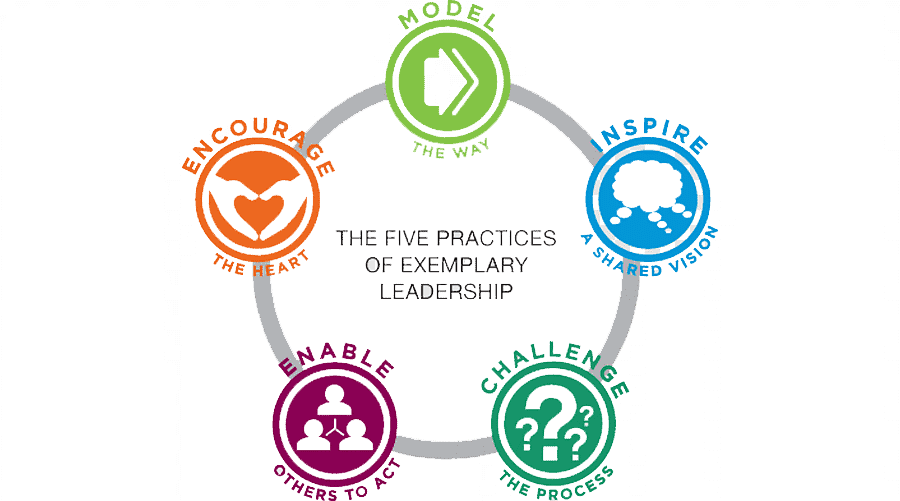 THE FIVE PRACTICES
OF EXEMPLARY
LEADERSHIP
MODEL
THE WAY
INSPIRE
A SHARED VISION
CHALLENGE
THE PROCESS
ENABLE
OTHERS TO ACT
ENCOURAGE
THE HEART
? ? ? ?